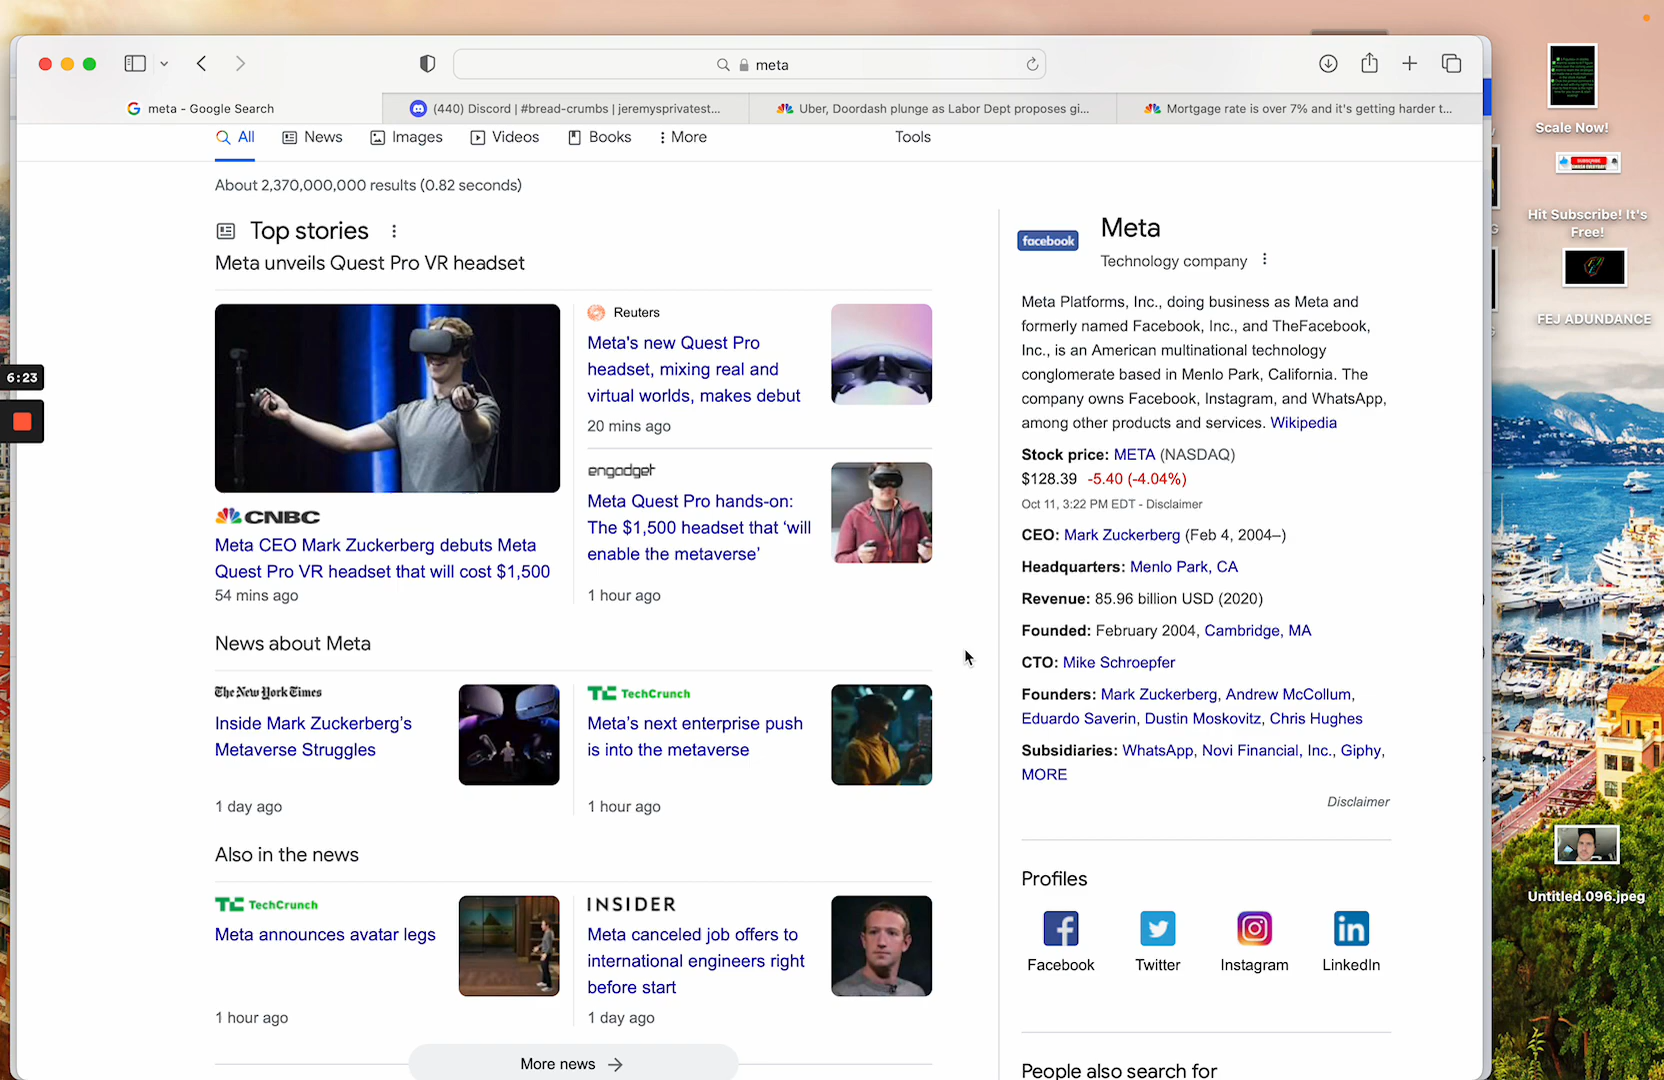 meta
meta - Google Search
(440) Discord | #bread-crumbs | jeremysprivatest...
Uber, Doordash plunge as Labor Dept proposes gi...
Mortgage rate is over 7% and it's getting harder t...
All
News
Images
Videos
Books
More
Tools
About 2,370,000,000 results (0.82 seconds)
Top stories
Meta unveils Quest Pro VR headset
CNBC
Meta CEO Mark Zuckerberg debuts Meta
Quest Pro VR headset that will cost $1,500
54 mins ago
Reuters
Meta's new Quest Pro
headset, mixing real and
virtual worlds, makes debut
20 mins ago
engadget
Meta Quest Pro hands-on:
The $1,500 headset that ‘will
enable the metaverse’
1 hour ago
News about Meta
The New York Times
Inside Mark Zuckerberg’s
Metaverse Struggles
1 day ago
TC TechCrunch
Meta’s next enterprise push
is into the metaverse
1 hour ago
Also in the news
TC TechCrunch
Meta announces avatar legs
1 hour ago
INSIDER
Meta canceled job offers to
international engineers right
before start
1 day ago
More news
facebook
Meta
Technology company
Meta Platforms, Inc., doing business as Meta and
formerly named Facebook, Inc., and TheFacebook,
Inc., is an American multinational technology
conglomerate based in Menlo Park, California. The
company owns Facebook, Instagram, and WhatsApp,
among other products and services. Wikipedia
Stock price: META (NASDAQ)
$128.39 -5.40 (-4.04%)
Oct 11, 3:22 PM EDT - Disclaimer
CEO: Mark Zuckerberg (Feb 4, 2004–)
Headquarters: Menlo Park, CA
Revenue: 85.96 billion USD (2020)
Founded: February 2004, Cambridge, MA
CTO: Mike Schroepfer
Founders: Mark Zuckerberg, Andrew McCollum,
Eduardo Saverin, Dustin Moskovitz, Chris Hughes
Subsidiaries: WhatsApp, Novi Financial, Inc., Giphy,
MORE
Disclaimer
Profiles
Facebook
Twitter
Instagram
LinkedIn
People also search for
6:23
Scale Now!
SUBSCRIBE
Hit Subscribe! It's
Free!
FEJ ADUNDANCE
Untitled.096.jpeg